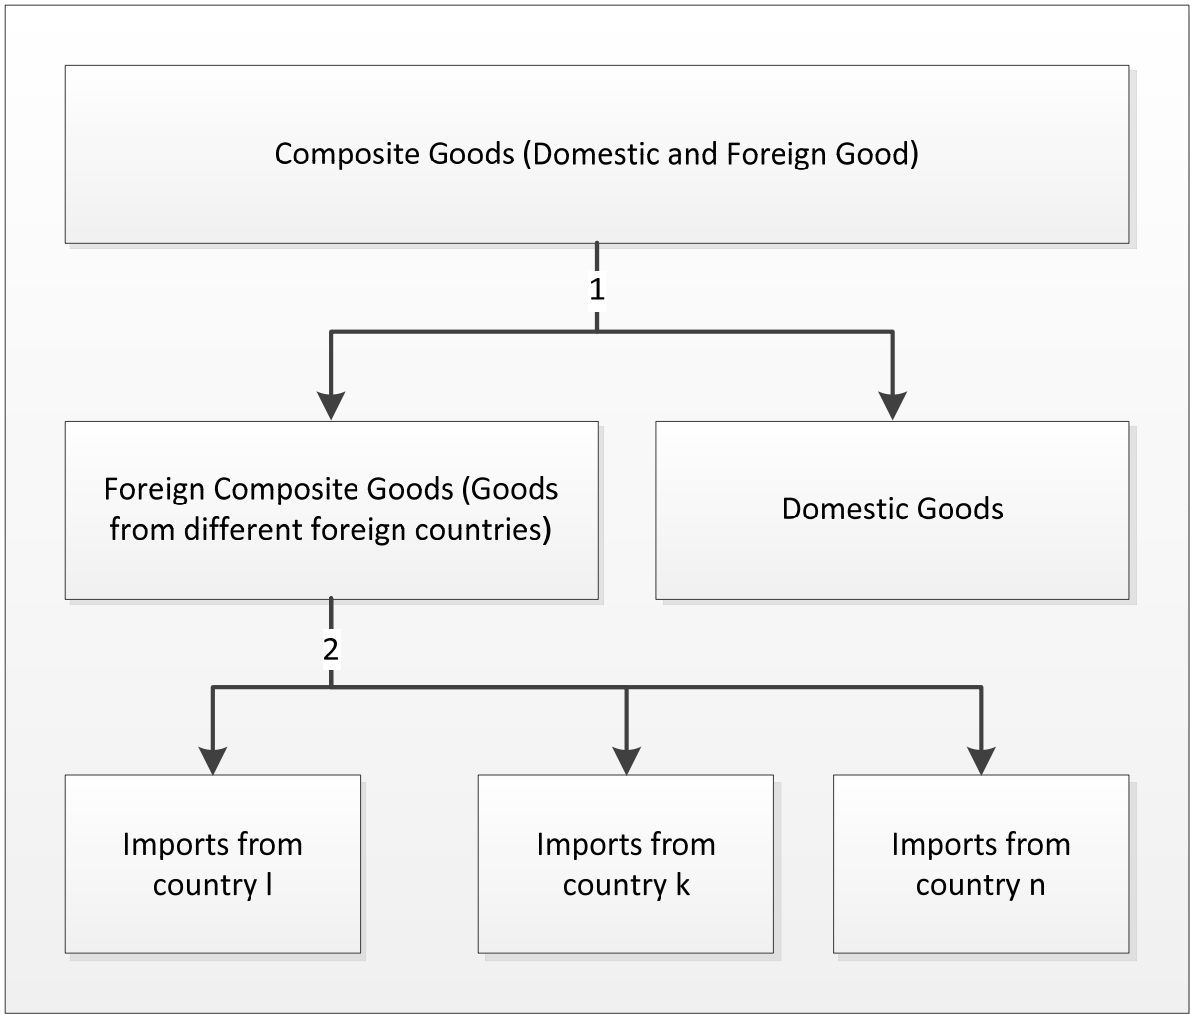 Composite Goods (Domestic and Foreign Good)
1
Foreign Composite Goods (Goods
from different foreign countries)
Domestic Goods
2
Imports from
country l
Imports from
country k
Imports from
country n